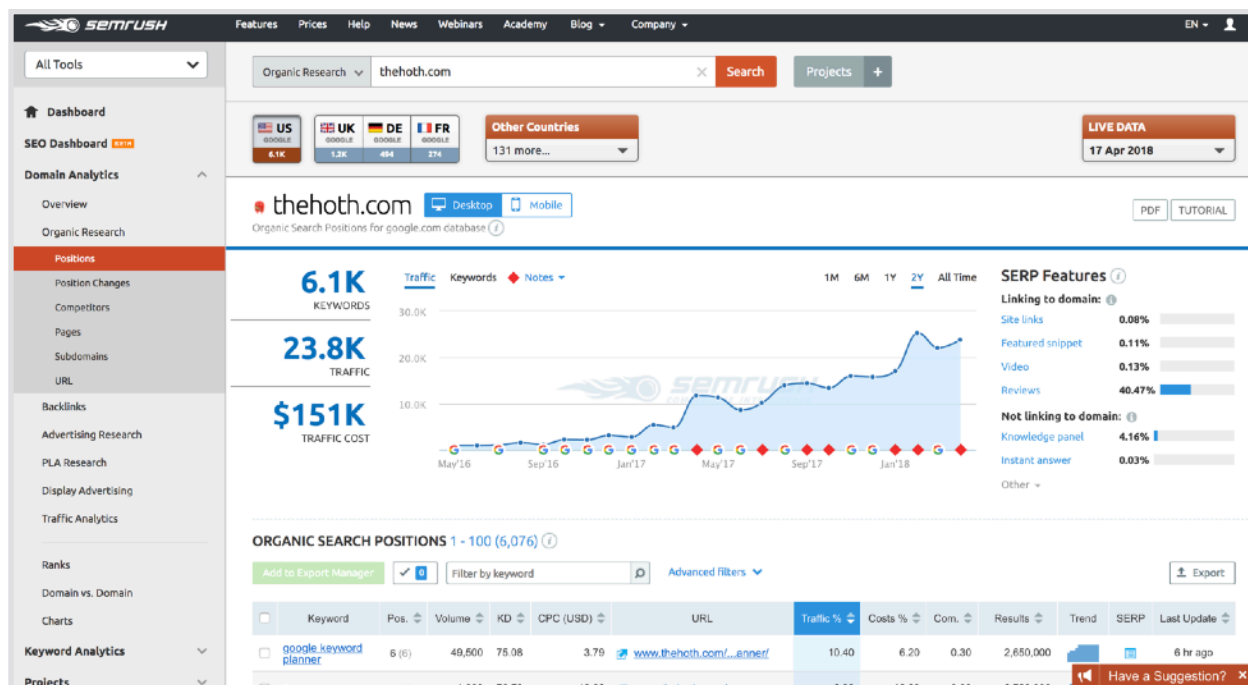 semrush
Features Prices Help News Webinars Academy Blog Company EN
All Tools
Organic Research thehoth.com × Search Projects +
Dashboard
SEO Dashboard BETA
Domain Analytics
Overview
Organic Research
Positions
Position Changes
Competitors
Pages
Subdomains
URL
Backlinks
Advertising Research
PLA Research
Display Advertising
Traffic Analytics
Ranks
Domain vs. Domain
Charts
Keyword Analytics
Projects
US GOOGLE 6.1K
UK GOOGLE 1.2K
DE GOOGLE 494
FR GOOGLE 274
Other Countries
131 more...
LIVE DATA
17 Apr 2018
thehoth.com Desktop Mobile
PDF TUTORIAL
Organic Search Positions for google.com database i
6.1K
KEYWORDS
23.8K
TRAFFIC
$151K
TRAFFIC COST
Traffic Keywords Notes 1M 6M 1Y 2Y All Time
30.0K
20.0K
10.0K
semrush
May'16 Sep'16 Jan'17 May'17 Sep'17 Jan'18
SERP Features i
Linking to domain: i
Site links 0.08%
Featured snippet 0.11%
Video 0.13%
Reviews 40.47%
Not linking to domain: i
Knowledge panel 4.16%
Instant answer 0.03%
Other
ORGANIC SEARCH POSITIONS 1 - 100 (6,076) i
Add to Export Manager 0 Filter by keyword Advanced filters Export
Keyword Pos. Volume KD CPC (USD) URL Traffic % Costs % Com. Results Trend SERP Last Update
google keyword
planner 6 (6) 49,500 75.08 3.79 www.thehoth.com/...anner/ 10.40 6.20 0.30 2,650,000 6 hr ago
Have a Suggestion? ×